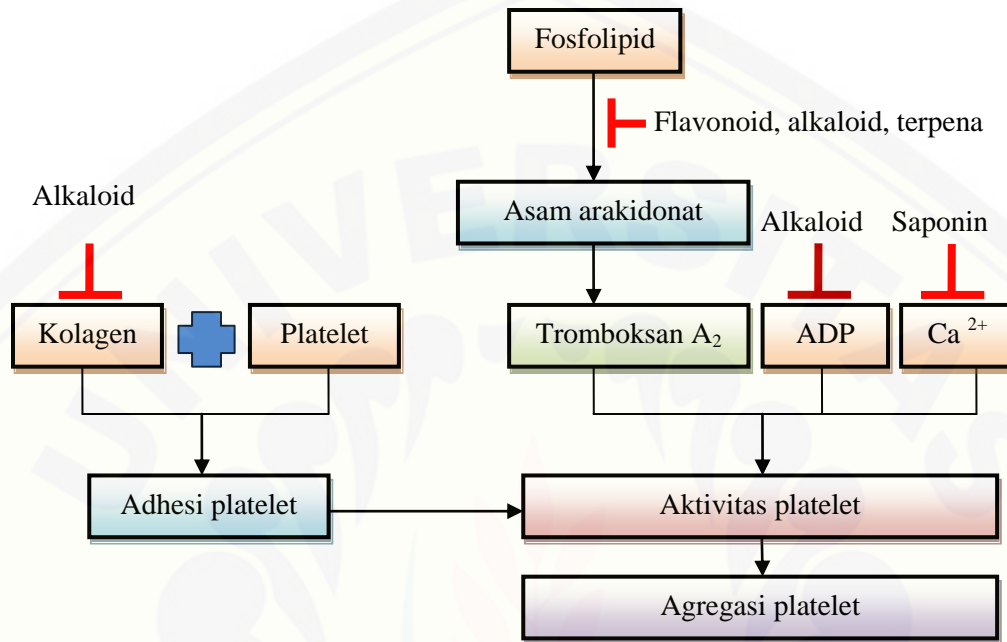 Fosfolipid
Flavonoid, alkaloid, terpena
Alkaloid
Asam arakidonat
Alkaloid
Saponin
Kolagen
Platelet
Tromboksan A₂
ADP
Ca ²⁺
Adhesi platelet
Aktivitas platelet
Agregasi platelet
UNIVERSITAS